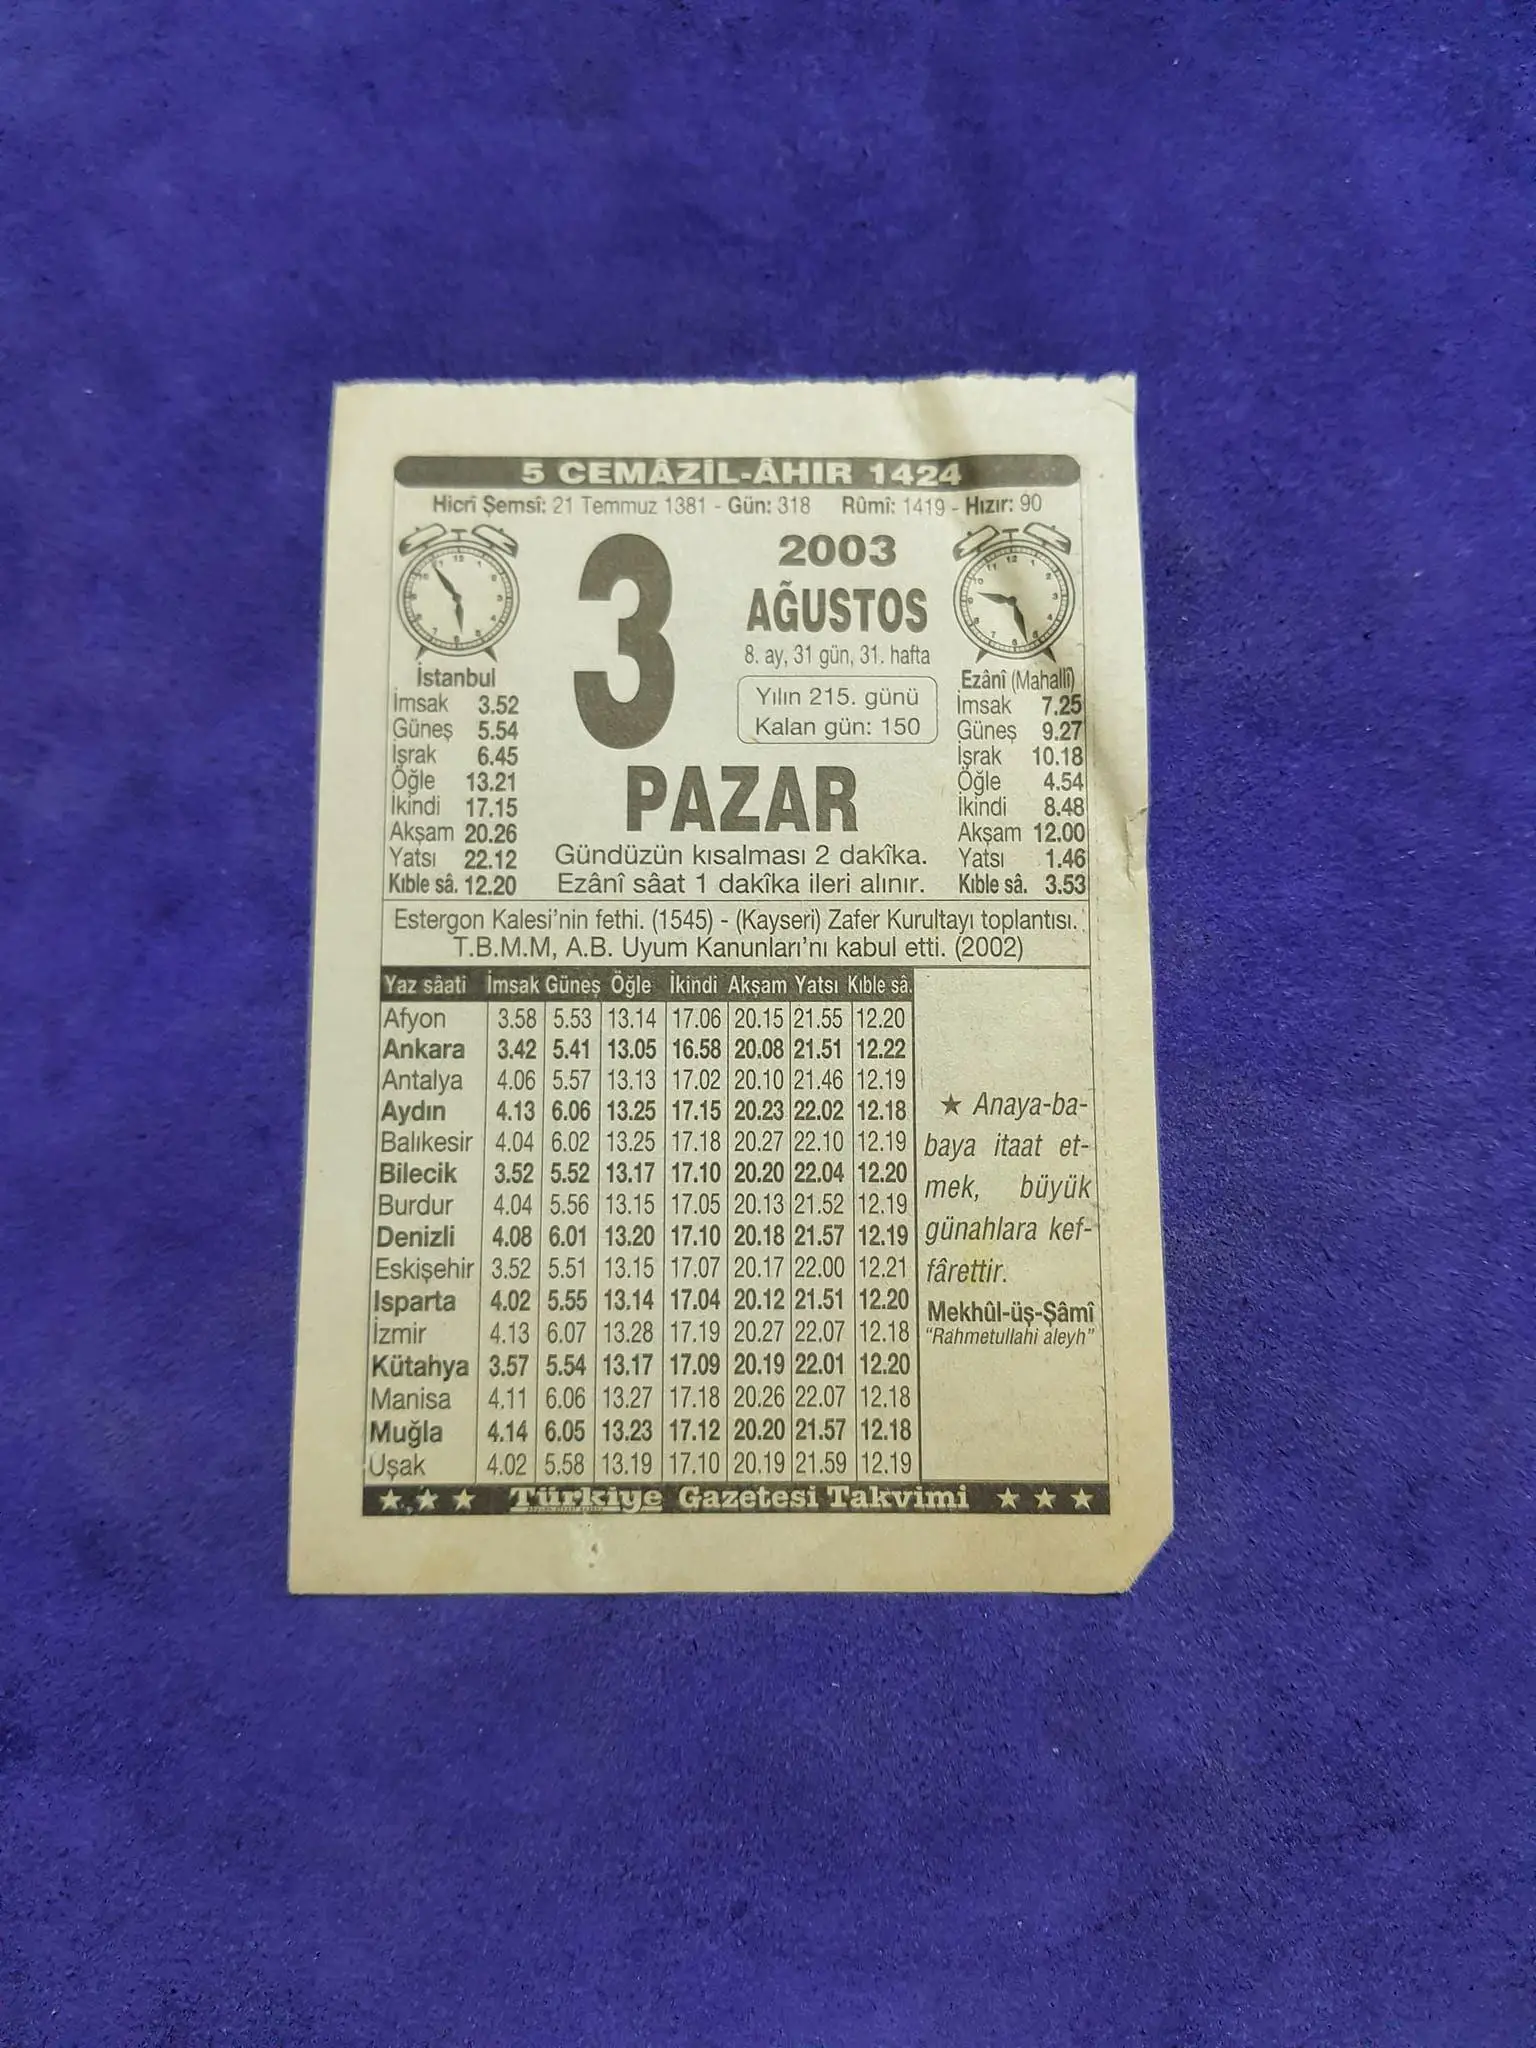 5 CEMÂZİL-ÂHIR 1424
Hicrî Şemsî: 21 Temmuz 1381 - Gün: 318 Rûmî: 1419 - Hızır: 90
İstanbul
İmsak 3.52
Güneş 5.54
İşrak 6.45
Öğle 13.21
İkindi 17.15
Akşam 20.26
Yatsı 22.12
Kıble sâ. 12.20
3
2003
AĞUSTOS
8. ay, 31 gün, 31. hafta
Yılın 215. günü
Kalan gün: 150
PAZAR
Gündüzün kısalması 2 dakîka.
Ezânî sâat 1 dakîka ileri alınır.
Ezânî (Mahallî)
İmsak 7.25
Güneş 9.27
İşrak 10.18
Öğle 4.54
İkindi 8.48
Akşam 12.00
Yatsı 1.46
Kıble sâ. 3.53
Estergon Kalesi'nin fethi. (1545) - (Kayseri) Zafer Kurultayı toplantısı.
T.B.M.M, A.B. Uyum Kanunları'nı kabul etti. (2002)
Yaz sâati İmsak Güneş Öğle İkindi Akşam Yatsı Kıble sâ.
Afyon 3.58 5.53 13.14 17.06 20.15 21.55 12.20
Ankara 3.42 5.41 13.05 16.58 20.08 21.51 12.22
Antalya 4.06 5.57 13.13 17.02 20.10 21.46 12.19
Aydın 4.13 6.06 13.25 17.15 20.23 22.02 12.18
Balıkesir 4.04 6.02 13.25 17.18 20.27 22.10 12.19
Bilecik 3.52 5.52 13.17 17.10 20.20 22.04 12.20
Burdur 4.04 5.56 13.15 17.05 20.13 21.52 12.19
Denizli 4.08 6.01 13.20 17.10 20.18 21.57 12.19
Eskişehir 3.52 5.51 13.15 17.07 20.17 22.00 12.21
Isparta 4.02 5.55 13.14 17.04 20.12 21.51 12.20
İzmir 4.13 6.07 13.28 17.19 20.27 22.07 12.18
Kütahya 3.57 5.54 13.17 17.09 20.19 22.01 12.20
Manisa 4.11 6.06 13.27 17.18 20.26 22.07 12.18
Muğla 4.14 6.05 13.23 17.12 20.20 21.57 12.18
Uşak 4.02 5.58 13.19 17.10 20.19 21.59 12.19
★ Anaya-ba-
baya itaat et-
mek, büyük
günahlara kef-
fârettir.
Mekhûl-üş-Şâmî
"Rahmetullahi aleyh"
★ ★ ★ Türkiye Gazetesi Takvimi ★ ★ ★